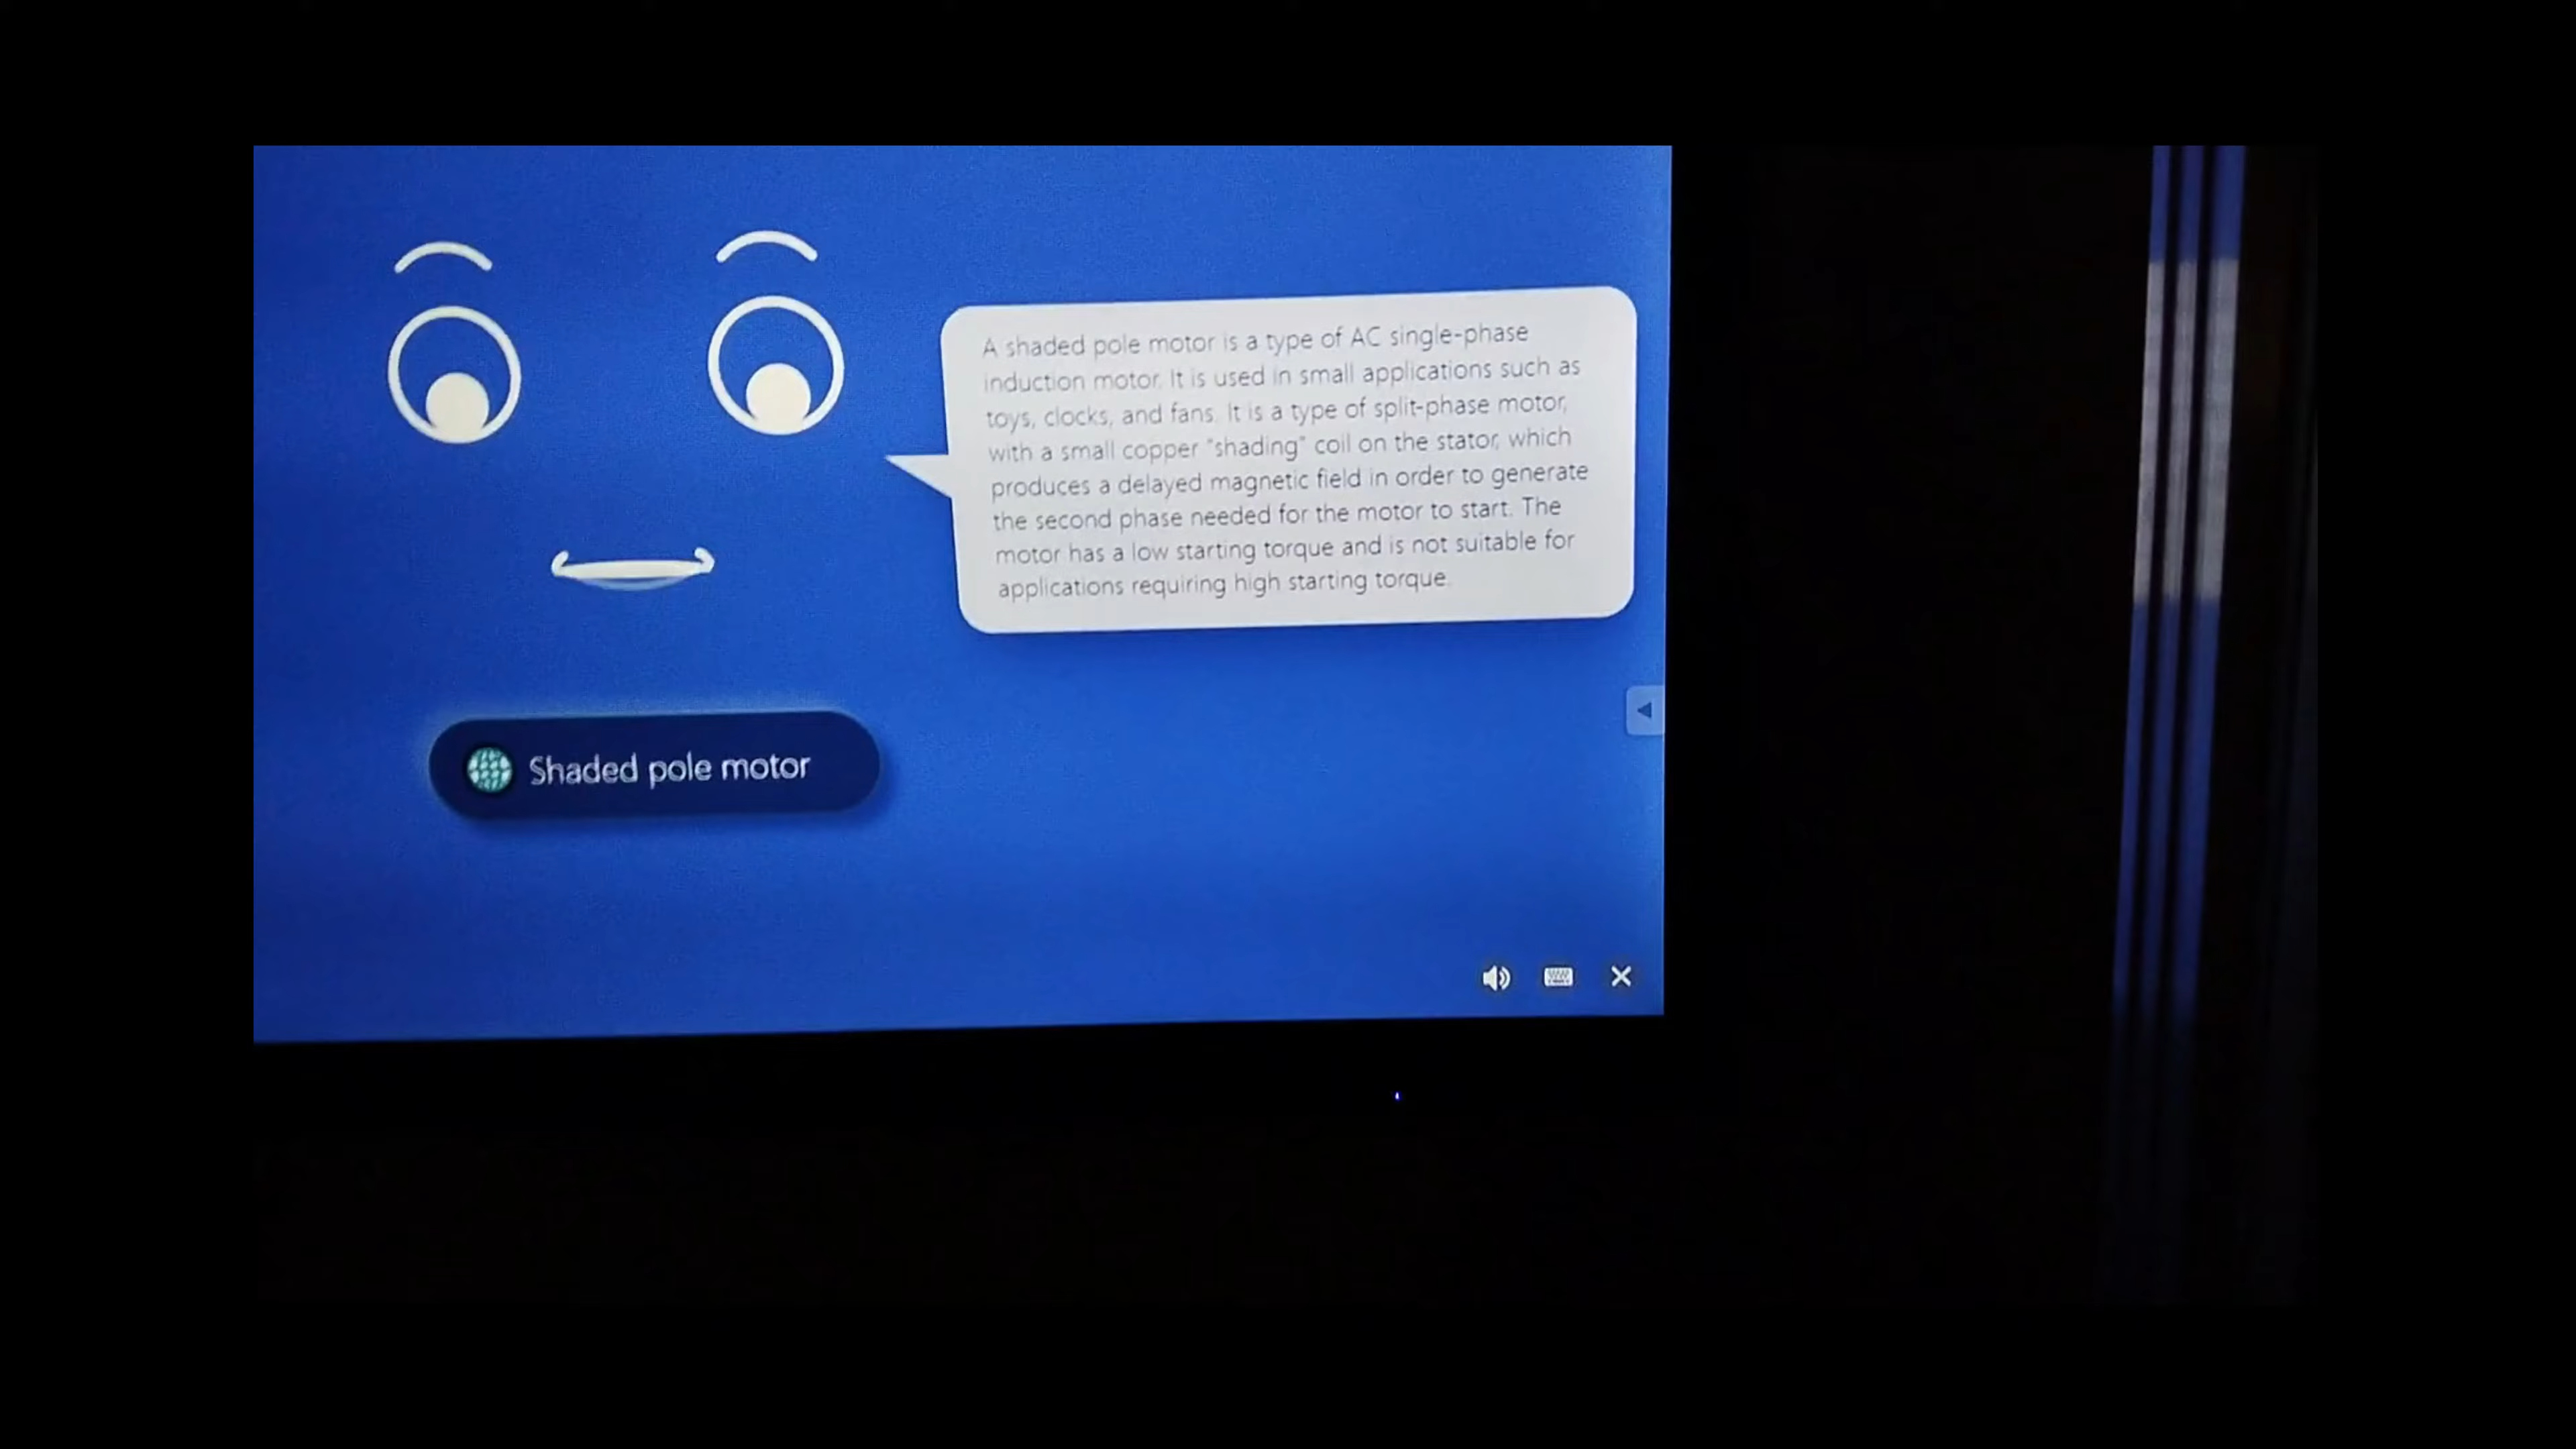 A shaded pole motor is a type of AC single-phase
induction motor. It is used in small applications such as
toys, clocks, and fans. It is a type of split-phase motor,
with a small copper "shading" coil on the stator, which
produces a delayed magnetic field in order to generate
the second phase needed for the motor to start. The
motor has a low starting torque and is not suitable for
applications requiring high starting torque.
Shaded pole motor